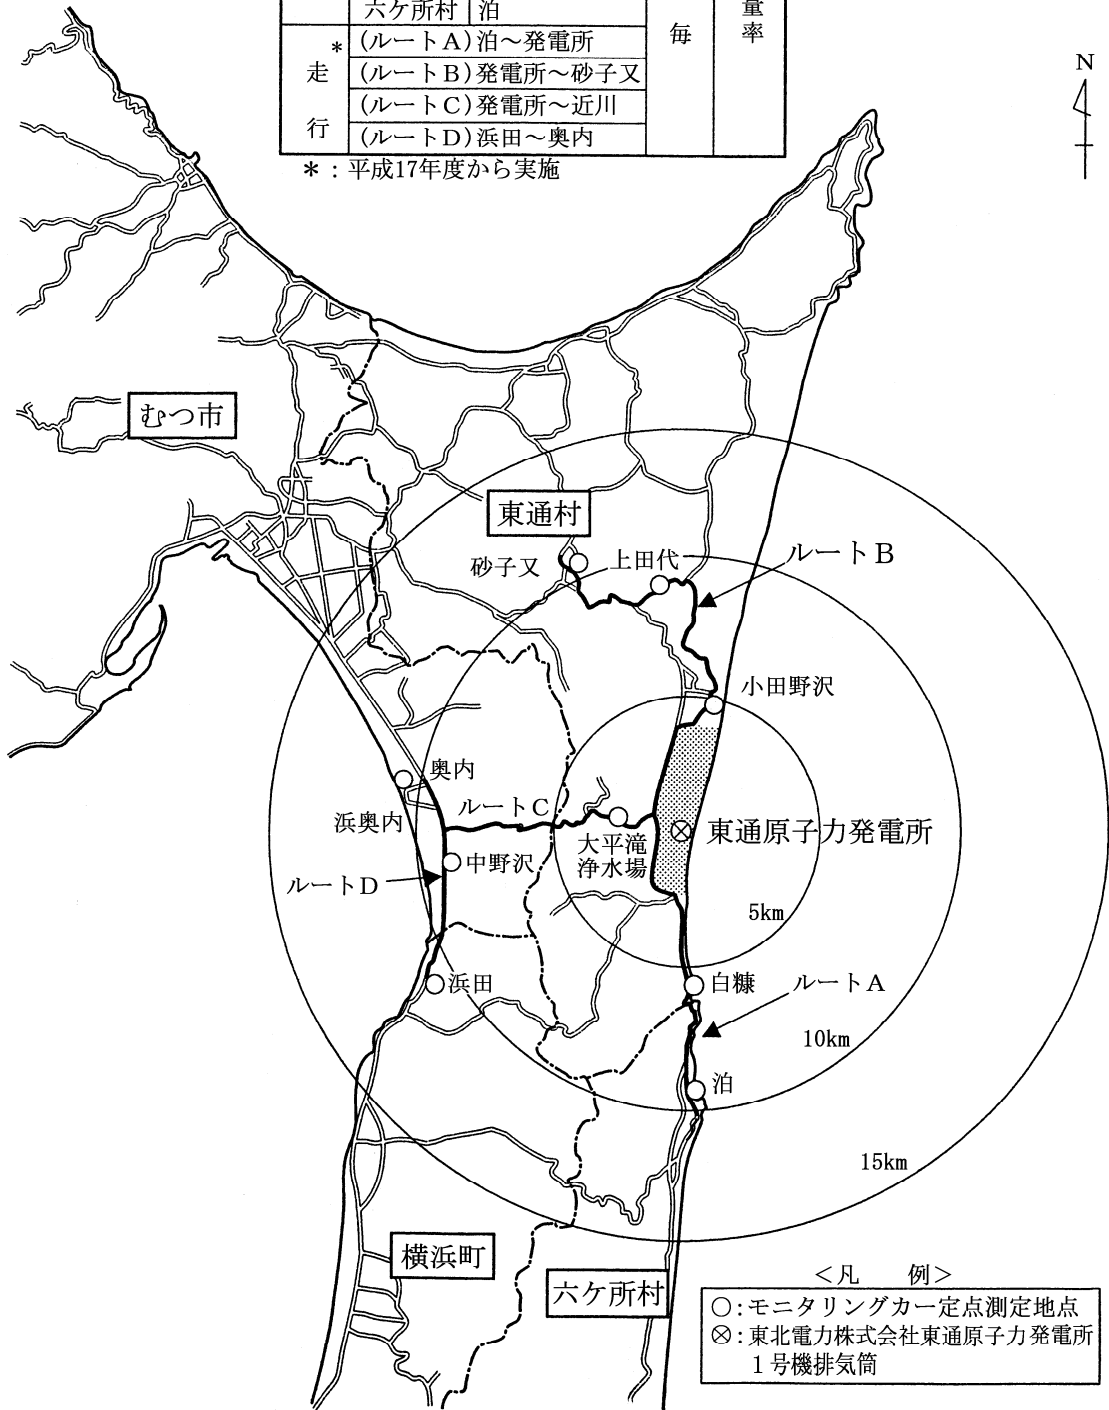 六ケ所村 泊
量
率
毎
*
走
行
(ルートA)泊～発電所
(ルートB)発電所～砂子又
(ルートC)発電所～近川
(ルートD)浜田～奥内
*：平成17年度から実施
N
むつ市
東通村
砂子又
上田代
ルートB
小田野沢
奥内
ルートC
浜奥内
大平滝
浄水場
東通原子力発電所
中野沢
ルートD
5km
浜田
白糠
ルートA
10km
泊
15km
横浜町
六ケ所村
＜凡　例＞
○：モニタリングカー定点測定地点
⊗：東北電力株式会社東通原子力発電所
１号機排気筒